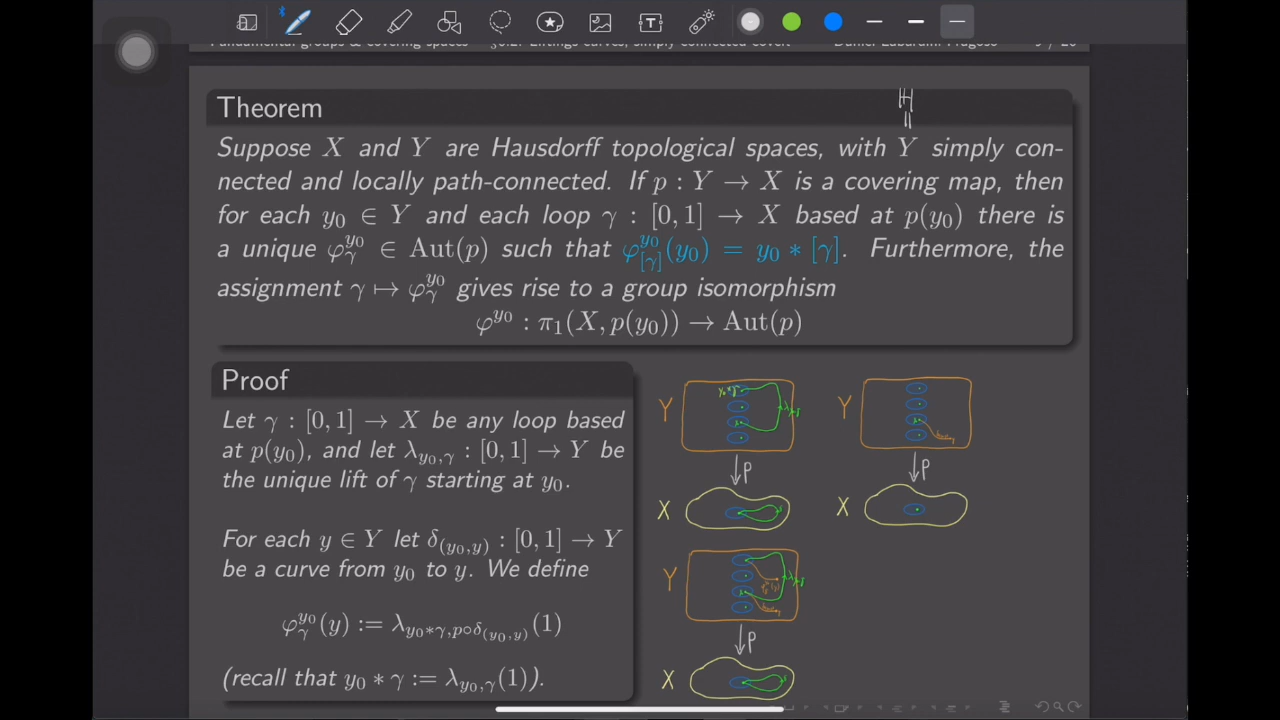 Theorem
H
Suppose X and Y are Hausdorff topological spaces, with Y simply con-
nected and locally path-connected. If p : Y → X is a covering map, then
for each y₀ ∈ Y and each loop γ : [0, 1] → X based at p(y₀) there is
a unique φ_γ^{y₀} ∈ Aut(p) such that φ_{[γ]}^{y₀}(y₀) = y₀ ∗ [γ]. Furthermore, the
assignment γ ↦ φ_γ^{y₀} gives rise to a group isomorphism
φ^{y₀} : π₁(X, p(y₀)) → Aut(p)
Proof
Let γ : [0, 1] → X be any loop based
at p(y₀), and let λ_{y₀,γ} : [0, 1] → Y be
the unique lift of γ starting at y₀.
For each y ∈ Y let δ_{(y₀,y)} : [0, 1] → Y
be a curve from y₀ to y. We define
φ_γ^{y₀}(y) := λ_{y₀∗γ,p∘δ_{(y₀,y)}}(1)
(recall that y₀ ∗ γ := λ_{y₀,γ}(1)).
Y
p
X
Y
p
X
Y
p
X
T